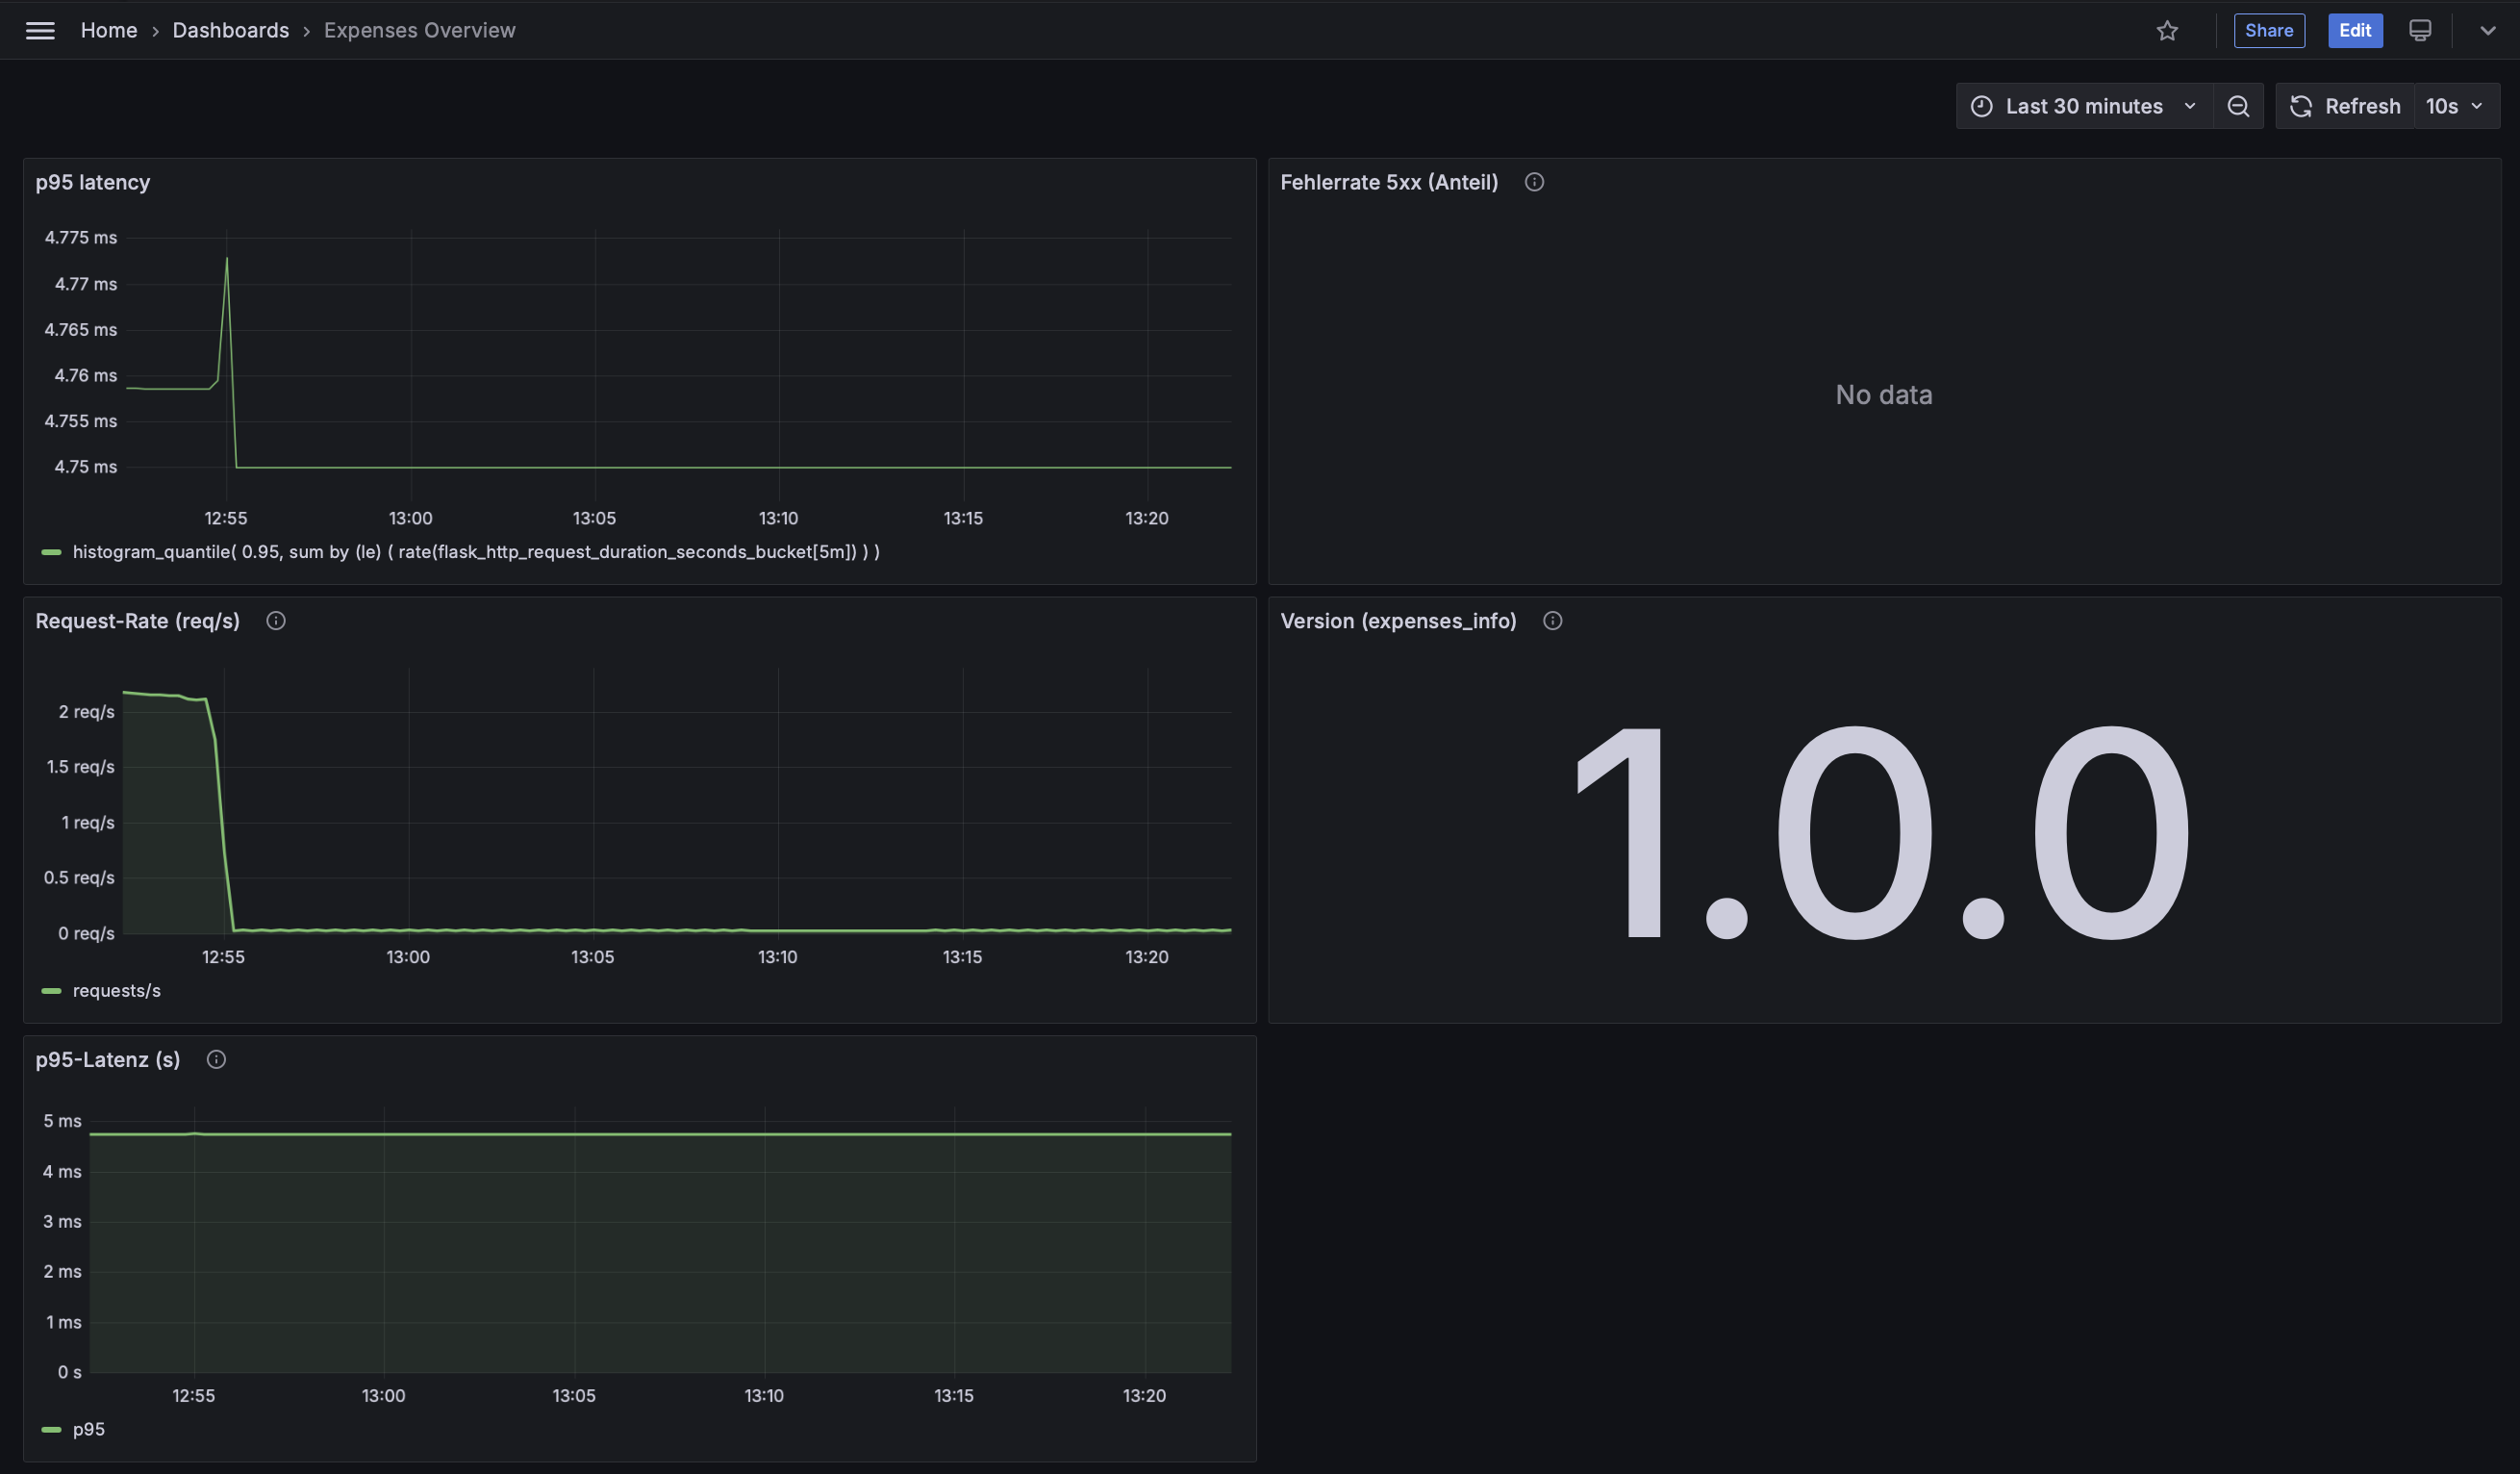 Home › Dashboards › Expenses Overview
Share
Edit
Last 30 minutes
Refresh
10s
p95 latency
4.775 ms
4.77 ms
4.765 ms
4.76 ms
4.755 ms
4.75 ms
12:55 13:00 13:05 13:10 13:15 13:20
histogram_quantile( 0.95, sum by (le) ( rate(flask_http_request_duration_seconds_bucket[5m]) ) )
Fehlerrate 5xx (Anteil)
No data
Request-Rate (req/s)
2 req/s
1.5 req/s
1 req/s
0.5 req/s
0 req/s
12:55 13:00 13:05 13:10 13:15 13:20
requests/s
Version (expenses_info)
1.0.0
p95-Latenz (s)
5 ms
4 ms
3 ms
2 ms
1 ms
0 s
12:55 13:00 13:05 13:10 13:15 13:20
p95